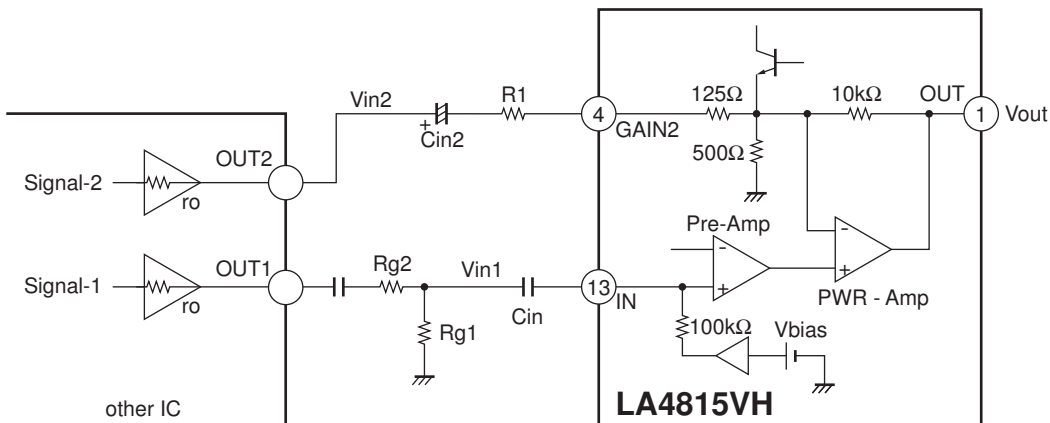 Vin2
+
Cin2
R1
4
GAIN2
125Ω
500Ω
10kΩ
OUT
1
Vout
OUT2
Signal-2
ro
Pre-Amp
-
+
-
+
PWR - Amp
OUT1
Signal-1
ro
Rg2
Vin1
Rg1
Cin
13
IN
100kΩ
Vbias
other IC
LA4815VH